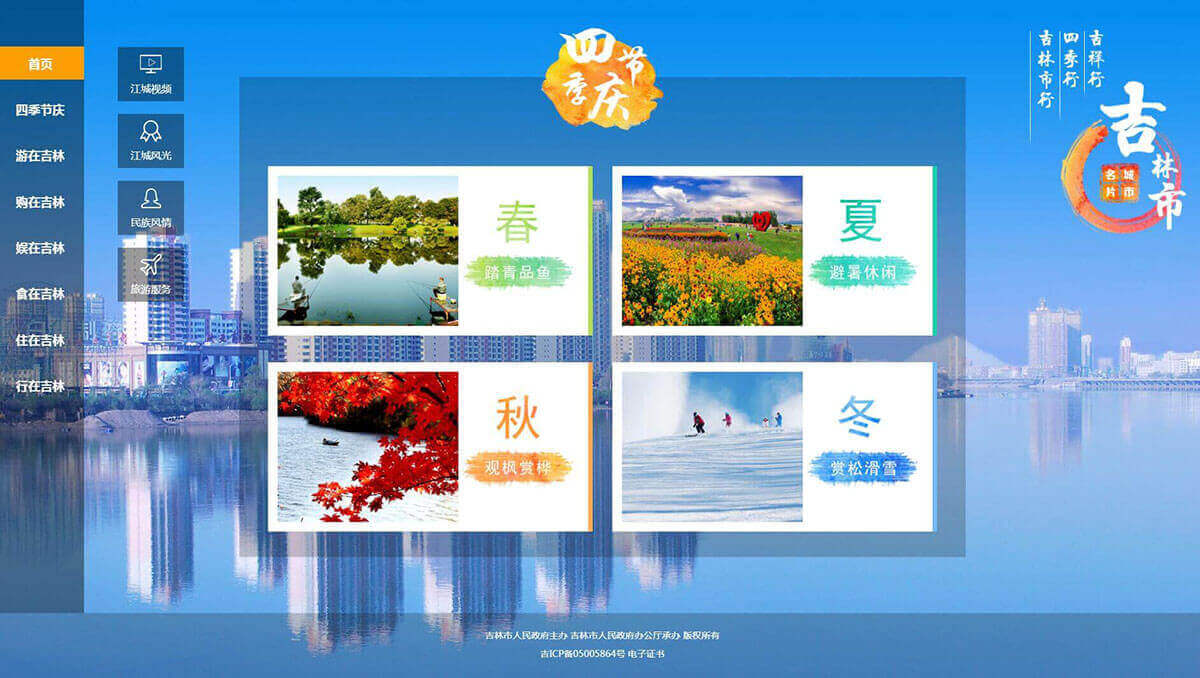 首页
四季节庆
游在吉林
购在吉林
娱在吉林
食在吉林
住在吉林
行在吉林
江城视频
江城风光
民族风情
旅游服务
四季节庆
春
踏青品鱼
夏
避暑休闲
秋
观枫赏桦
冬
赏松滑雪
吉祥行
四季行
吉林市行
吉林市
城市名片
吉林市人民政府主办 吉林市人民政府办公厅承办 版权所有
吉ICP备05005864号 电子证书